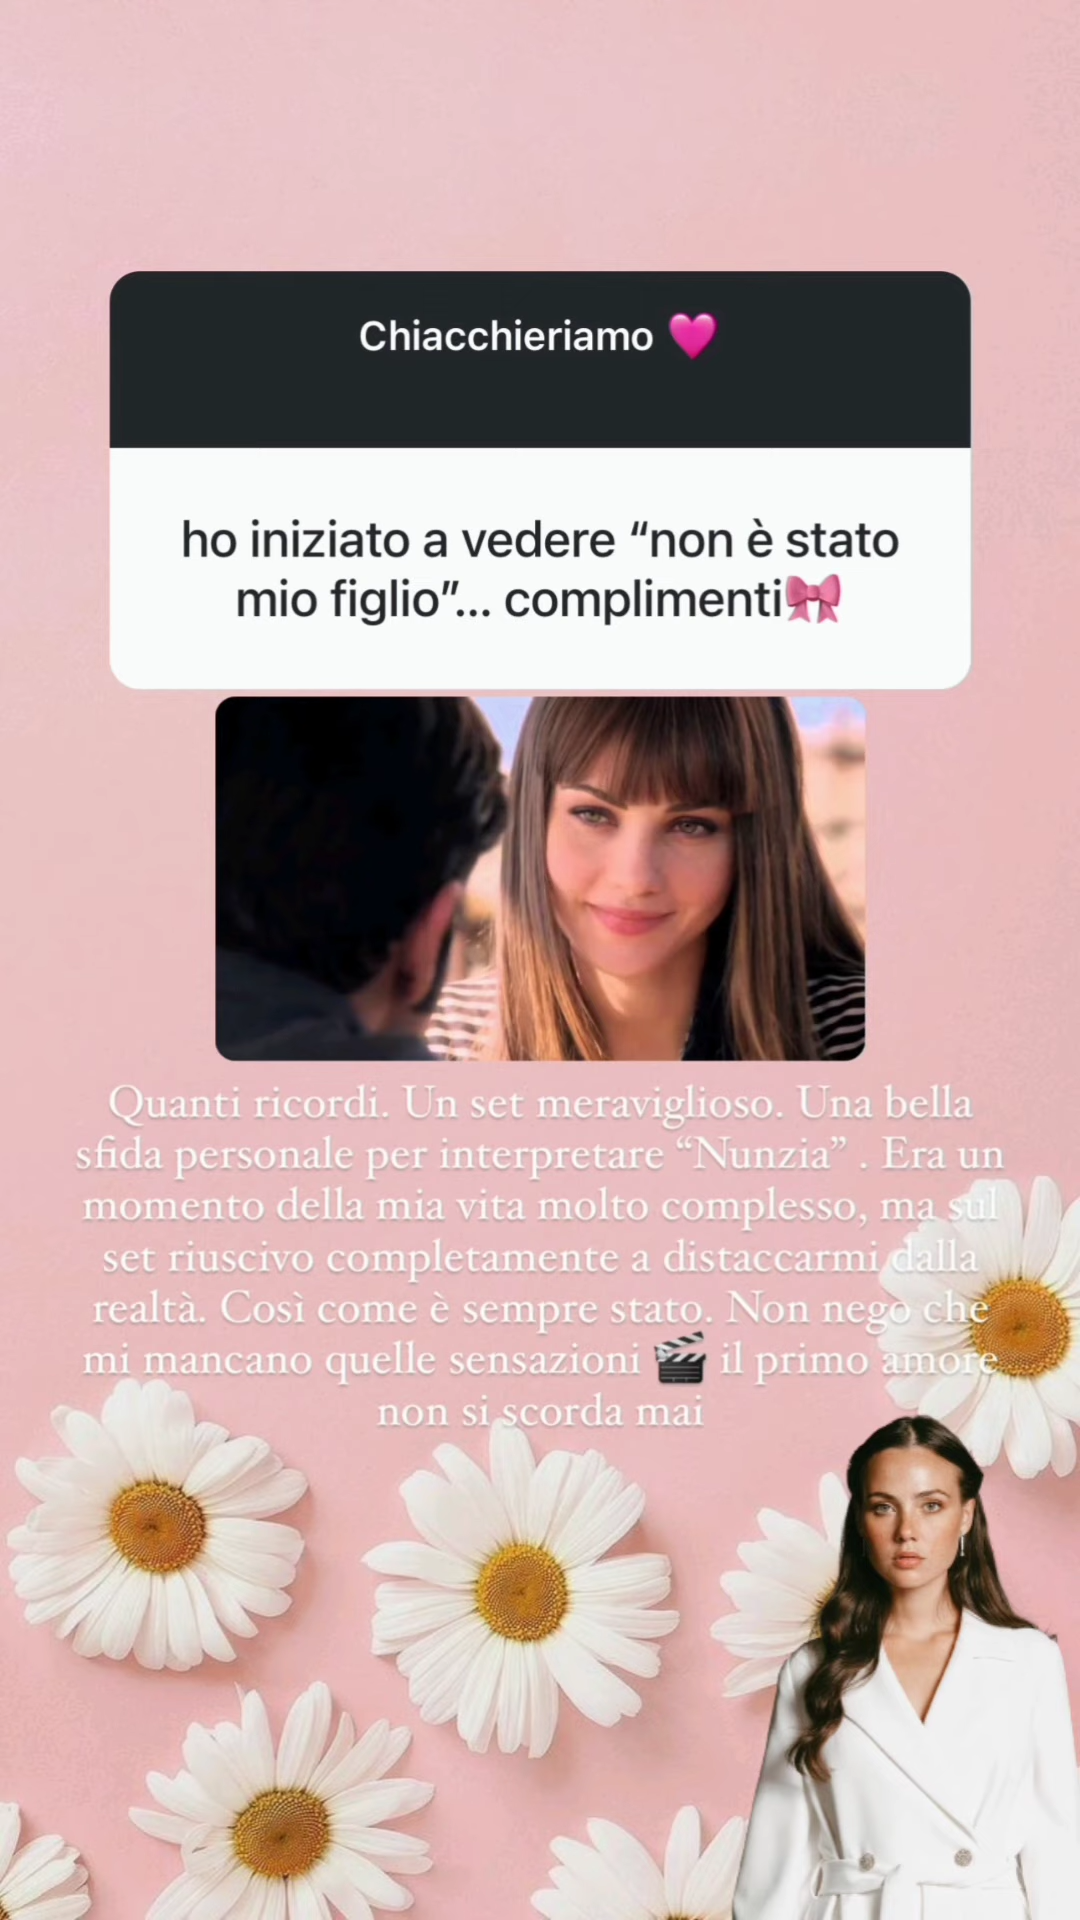 Chiacchieriamo 💖
ho iniziato a vedere “non è stato
mio figlio”... complimenti🎀
Quanti ricordi. Un set meraviglioso. Una bella
sfida personale per interpretare “Nunzia” . Era un
momento della mia vita molto complesso, ma sul
set riuscivo completamente a distaccarmi dalla
realtà. Così come è sempre stato. Non nego che
mi mancano quelle sensazioni 🎬 il primo amore
non si scorda mai